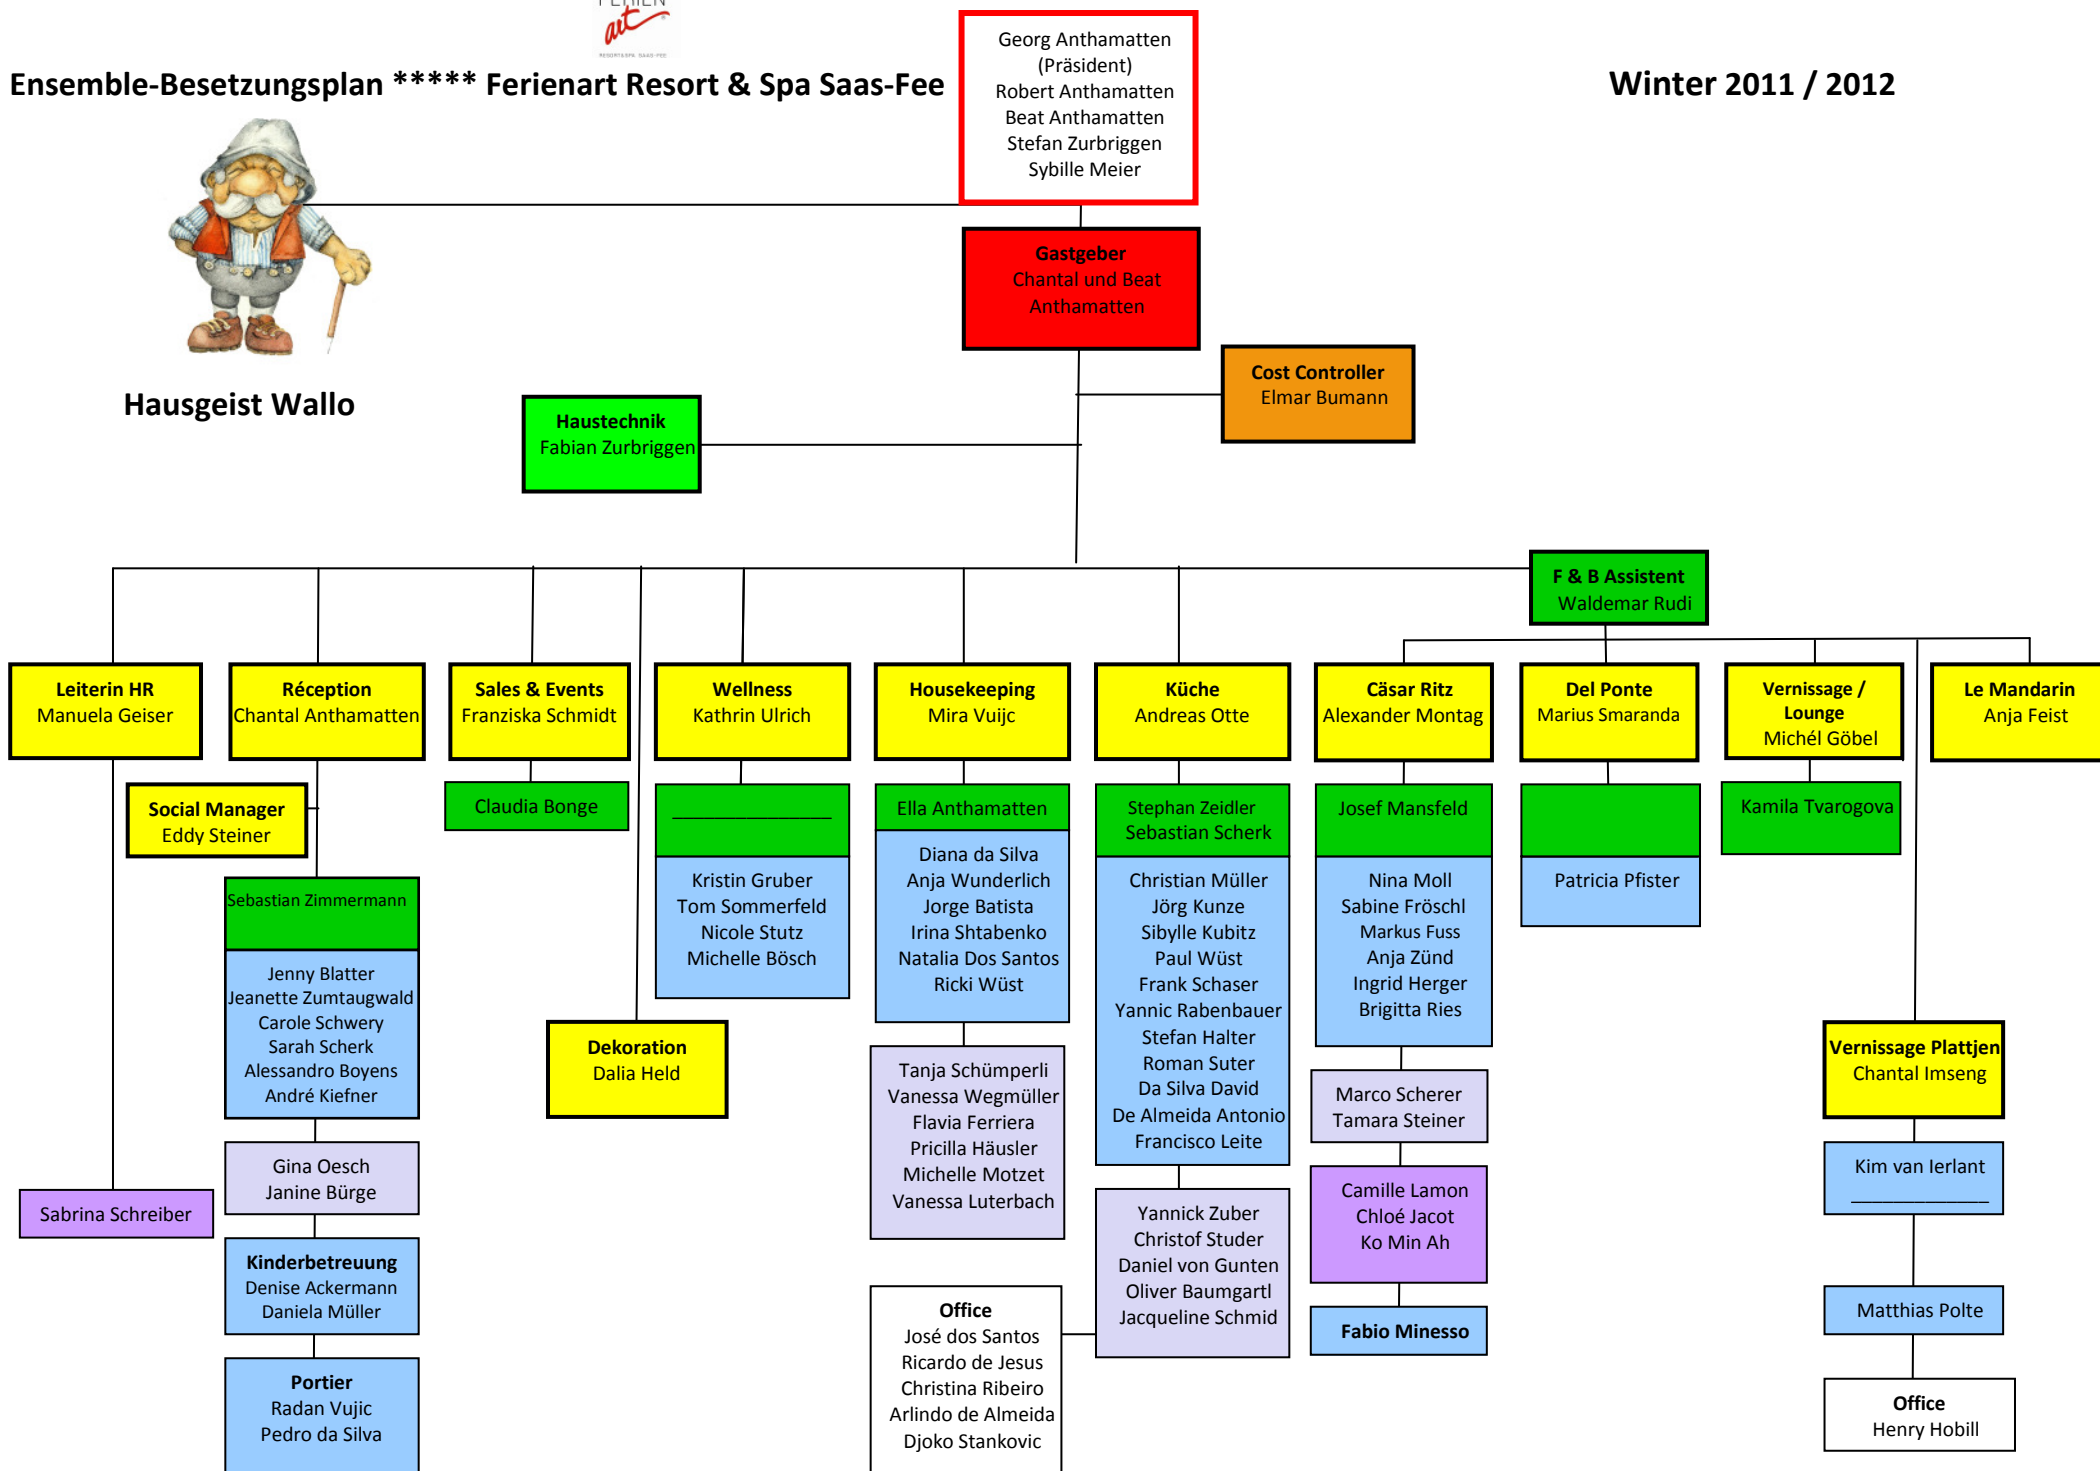 FERIEN
art
RESORT & SPA SAAS-FEE
Ensemble-Besetzungsplan ***** Ferienart Resort & Spa Saas-Fee
Winter 2011 / 2012
Georg Anthamatten
(Präsident)
Robert Anthamatten
Beat Anthamatten
Stefan Zurbriggen
Sybille Meier
Gastgeber
Chantal und Beat
Anthamatten
Hausgeist Wallo
Cost Controller
Elmar Bumann
Haustechnik
Fabian Zurbriggen
F & B Assistent
Waldemar Rudi
Leiterin HR
Manuela Geiser
Sabrina Schreiber
Réception
Chantal Anthamatten
Social Manager
Eddy Steiner
Sebastian Zimmermann
Jenny Blatter
Jeanette Zumtaugwald
Carole Schwery
Sarah Scherk
Alessandro Boyens
André Kiefner
Gina Oesch
Janine Bürge
Kinderbetreuung
Denise Ackermann
Daniela Müller
Portier
Radan Vujic
Pedro da Silva
Sales & Events
Franziska Schmidt
Claudia Bonge
Dekoration
Dalia Held
Wellness
Kathrin Ulrich
Kristin Gruber
Tom Sommerfeld
Nicole Stutz
Michelle Bösch
Housekeeping
Mira Vuijc
Ella Anthamatten
Diana da Silva
Anja Wunderlich
Jorge Batista
Irina Shtabenko
Natalia Dos Santos
Ricki Wüst
Tanja Schümperli
Vanessa Wegmüller
Flavia Ferriera
Pricilla Häusler
Michelle Motzet
Vanessa Luterbach
Küche
Andreas Otte
Stephan Zeidler
Sebastian Scherk
Christian Müller
Jörg Kunze
Sibylle Kubitz
Paul Wüst
Frank Schaser
Yannic Rabenbauer
Stefan Halter
Roman Suter
Da Silva David
De Almeida Antonio
Francisco Leite
Yannick Zuber
Christof Studer
Daniel von Gunten
Oliver Baumgartl
Jacqueline Schmid
Office
José dos Santos
Ricardo de Jesus
Christina Ribeiro
Arlindo de Almeida
Djoko Stankovic
Cäsar Ritz
Alexander Montag
Josef Mansfeld
Nina Moll
Sabine Fröschl
Markus Fuss
Anja Zünd
Ingrid Herger
Brigitta Ries
Marco Scherer
Tamara Steiner
Camille Lamon
Chloé Jacot
Ko Min Ah
Fabio Minesso
Del Ponte
Marius Smaranda
Patricia Pfister
Vernissage /
Lounge
Michél Göbel
Kamila Tvarogova
Vernissage Plattjen
Chantal Imseng
Kim van Ierlant
Matthias Polte
Office
Henry Hobill
Le Mandarin
Anja Feist